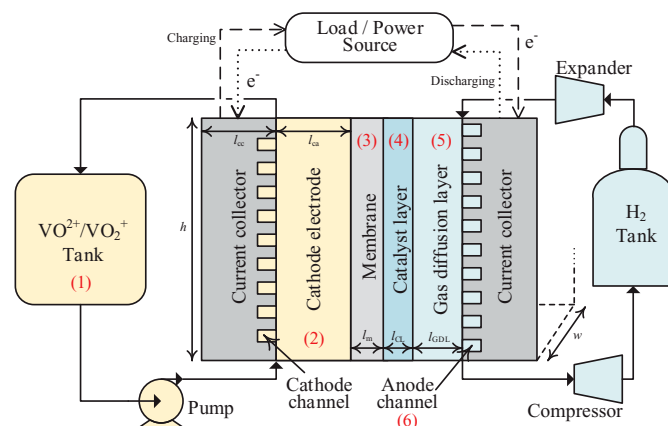 Load / Power
Source
Charging
e-
e-
Discharging
Expander
lcc
lca
(3)
(4)
(5)
h
VO2+/VO2+
Tank
(1)
Current collector
Cathode electrode
Membrane
Catalyst layer
Gas diffusion layer
Current collector
H2
Tank
(2)
lm
lCL
lGDL
w
Cathode
channel
Anode
channel
(6)
Pump
Compressor